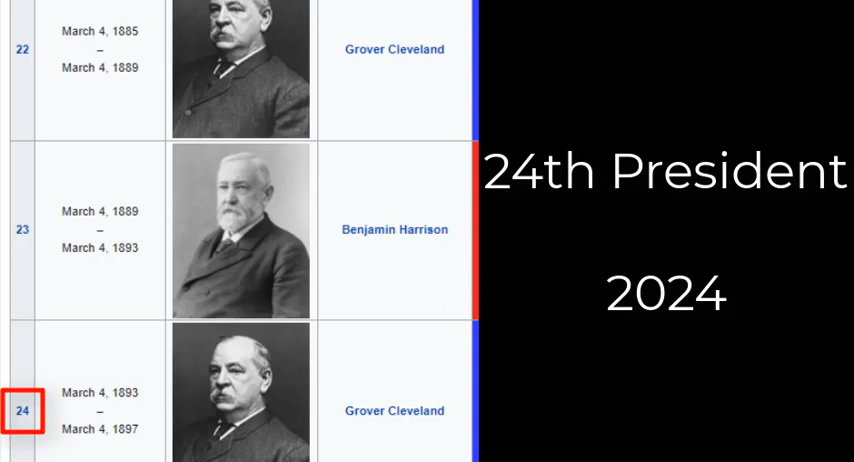 22
March 4, 1885
–
March 4, 1889
Grover Cleveland
23
March 4, 1889
–
March 4, 1893
Benjamin Harrison
24
March 4, 1893
–
March 4, 1897
Grover Cleveland
24th President
2024